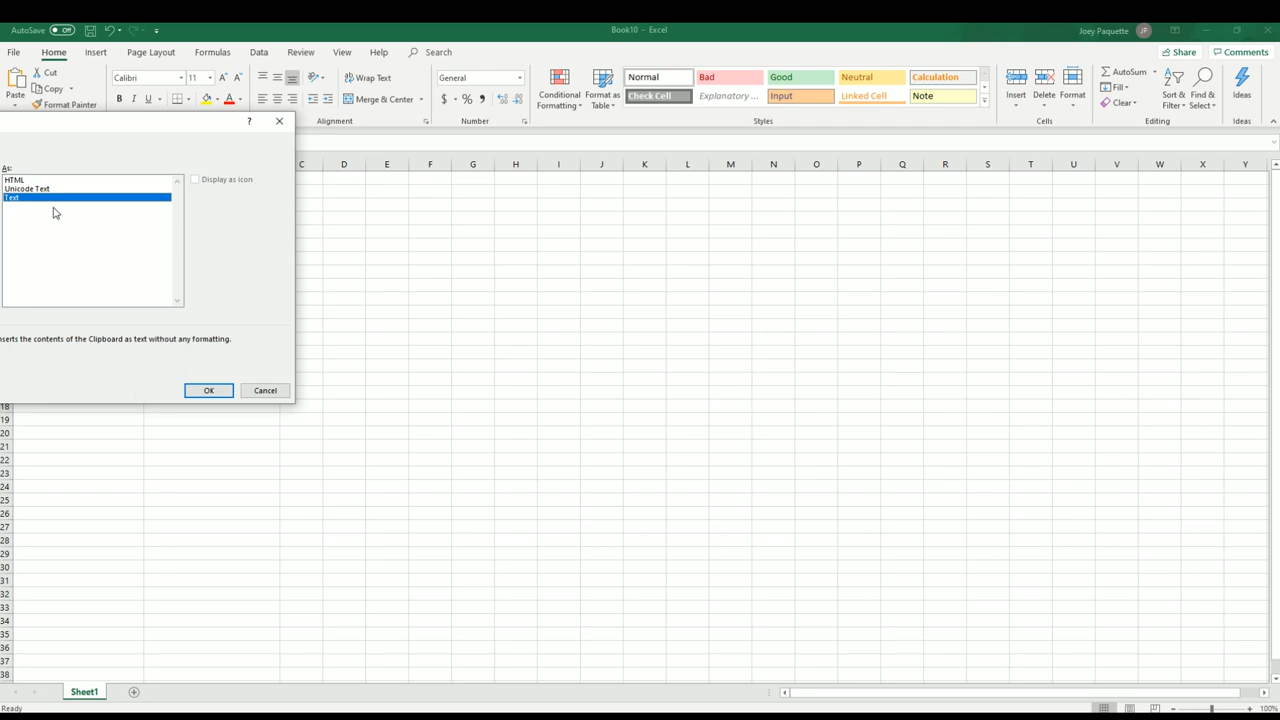 AutoSave Off
Book10 - Excel
Joey Paquette JP
File Home Insert Page Layout Formulas Data Review View Help Search
Share Comments
Paste
Cut
Copy
Format Painter
Calibri 11
B I U
Wrap Text
Merge & Center
Alignment
General
$ % 9
Number
Conditional Formatting
Format as Table
Normal Bad Good Neutral Calculation
Check Cell Explanatory ... Input Linked Cell Note
Styles
Insert Delete Format
Cells
AutoSum
Fill
Clear
Sort & Filter
Find & Select
Editing
Ideas
Ideas
C D E F G H I J K L M N O P Q R S T U V W X Y
?
As:
HTML
Unicode Text
Text
Display as icon
nserts the contents of the Clipboard as text without any formatting.
OK Cancel
18
19
20
21
22
23
24
25
26
27
28
29
30
31
32
33
34
35
36
37
38
Sheet1
Ready
100%